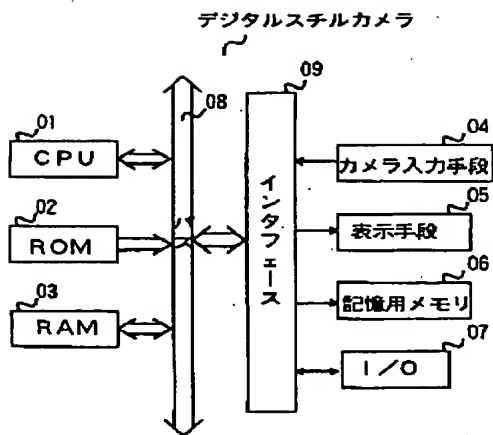 デジタルスチルカメラ
01
CPU
02
ROM
03
RAM
08
バス
09
インタフェース
04
カメラ入力手段
05
表示手段
06
記憶用メモリ
07
I/O